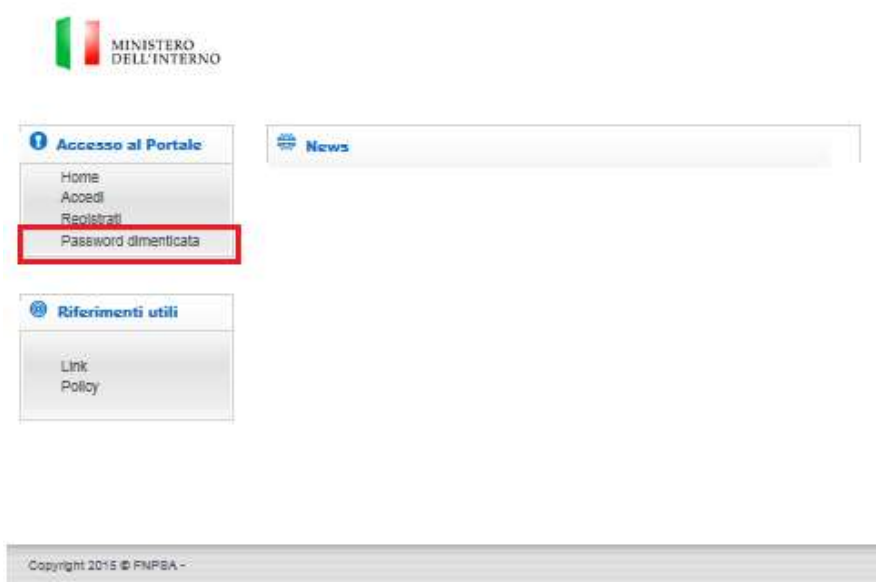 MINISTERO
DELL'INTERNO
Accesso al Portale
Home
Accedi
Registrati
Password dimenticata
News
Riferimenti utili
Link
Policy
Copyright 2015 © FNPSA -